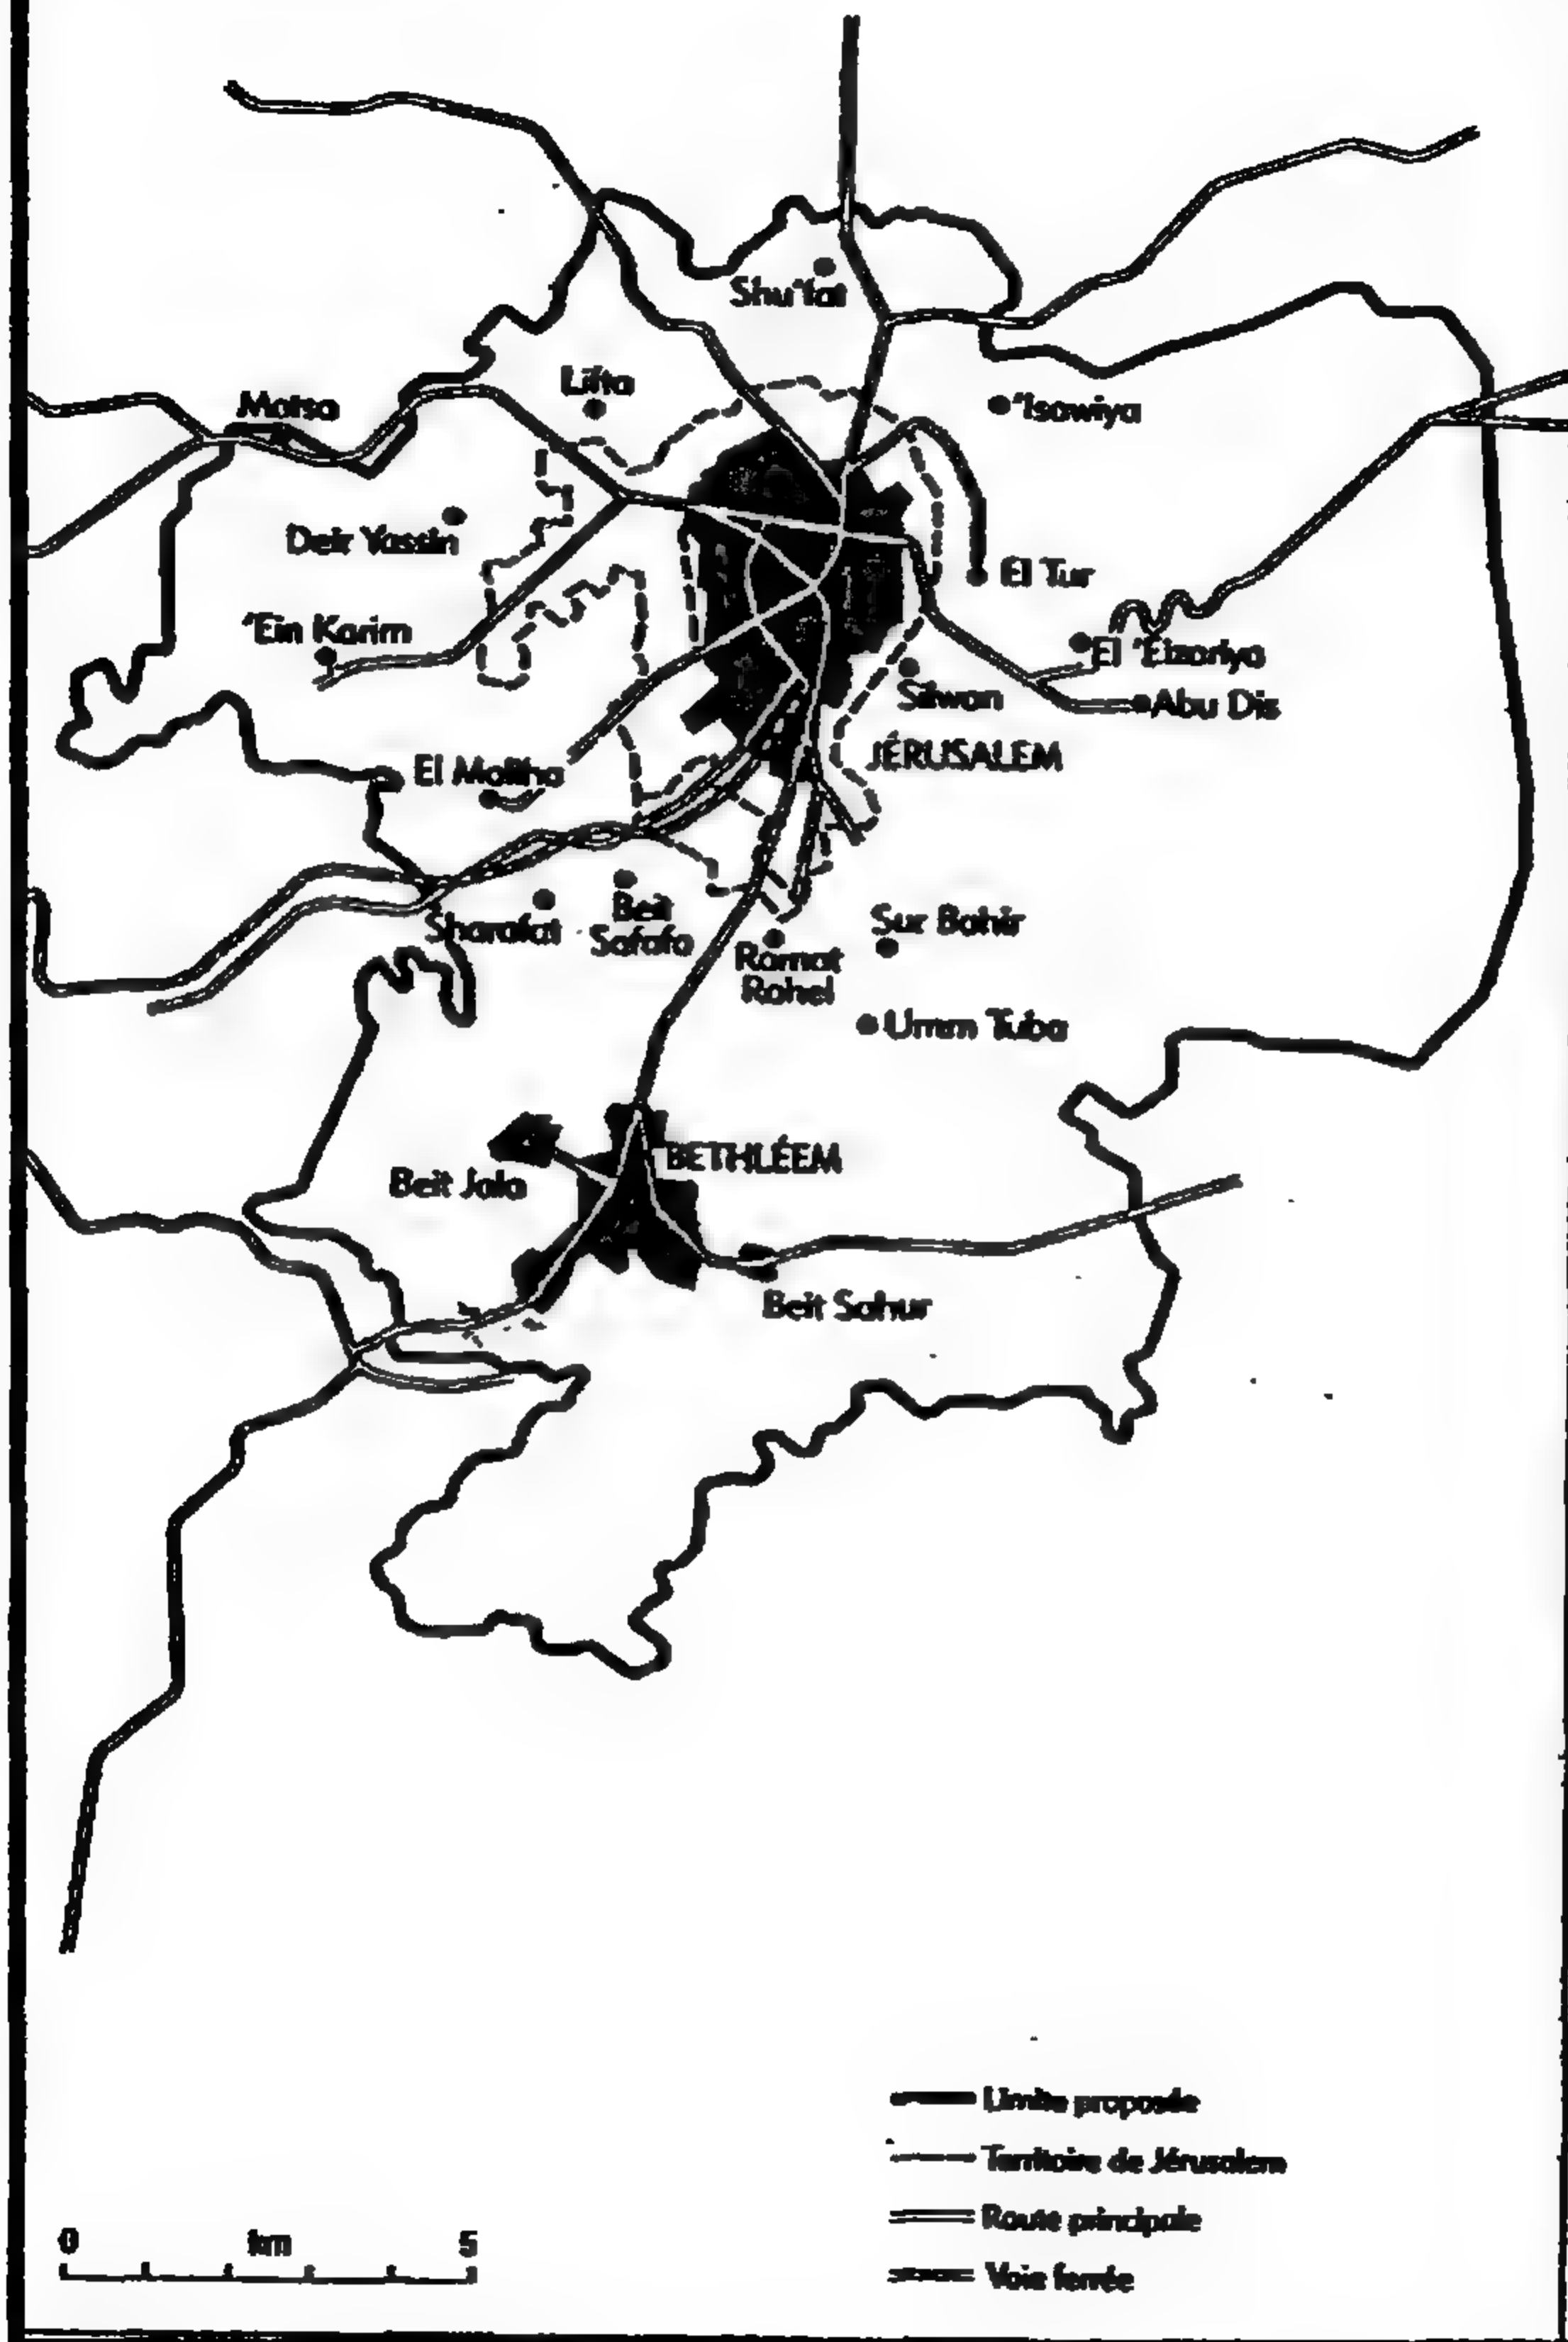 Shu'fat
Lifta
Motsa
'Isawiya
Deir Yassin
El Tur
'Ein Karim
El 'Eizariya
Silwan
Abu Dis
JÉRUSALEM
El Maliha
Sharafat
Beit
Safafa
Sur Bahir
Ramat
Rahel
Umm Tuba
BETHLÉEM
Beit Jala
Beit Sahur
Limite proposée
Territoire de Jérusalem
Route principale
Voie ferrée
0 km 5